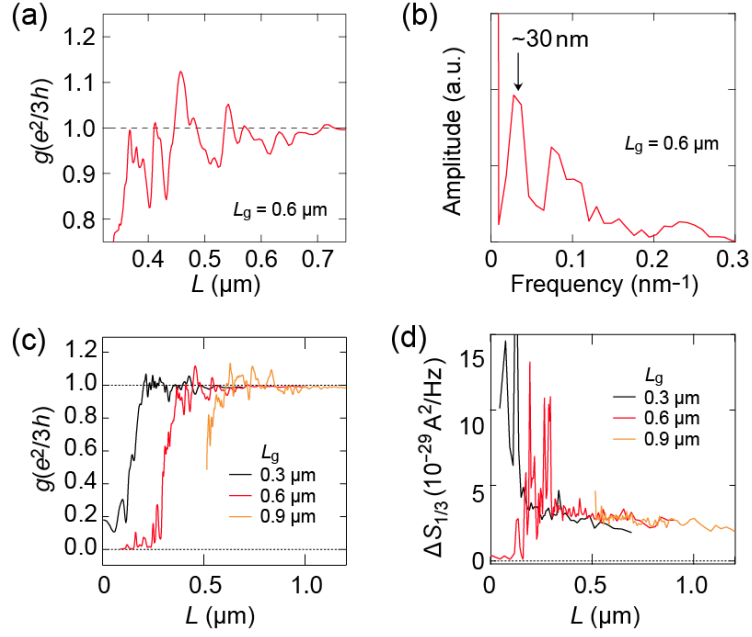 (a)
1.2
1.1
1.0
0.9
0.8
g(e²/3h)
Lg = 0.6 µm
0.4 0.5 0.6 0.7
L (µm)
(b)
~30 nm
Amplitude (a.u.)
Lg = 0.6 µm
0 0.1 0.2 0.3
Frequency (nm⁻¹)
(c)
1.2
1.0
0.8
0.6
0.4
0.2
0.0
g(e²/3h)
Lg
0.3 µm
0.6 µm
0.9 µm
0 0.5 1.0
L (µm)
(d)
15
10
5
0
ΔS1/3 (10⁻²⁹ A²/Hz)
Lg
0.3 µm
0.6 µm
0.9 µm
0 0.5 1.0
L (µm)